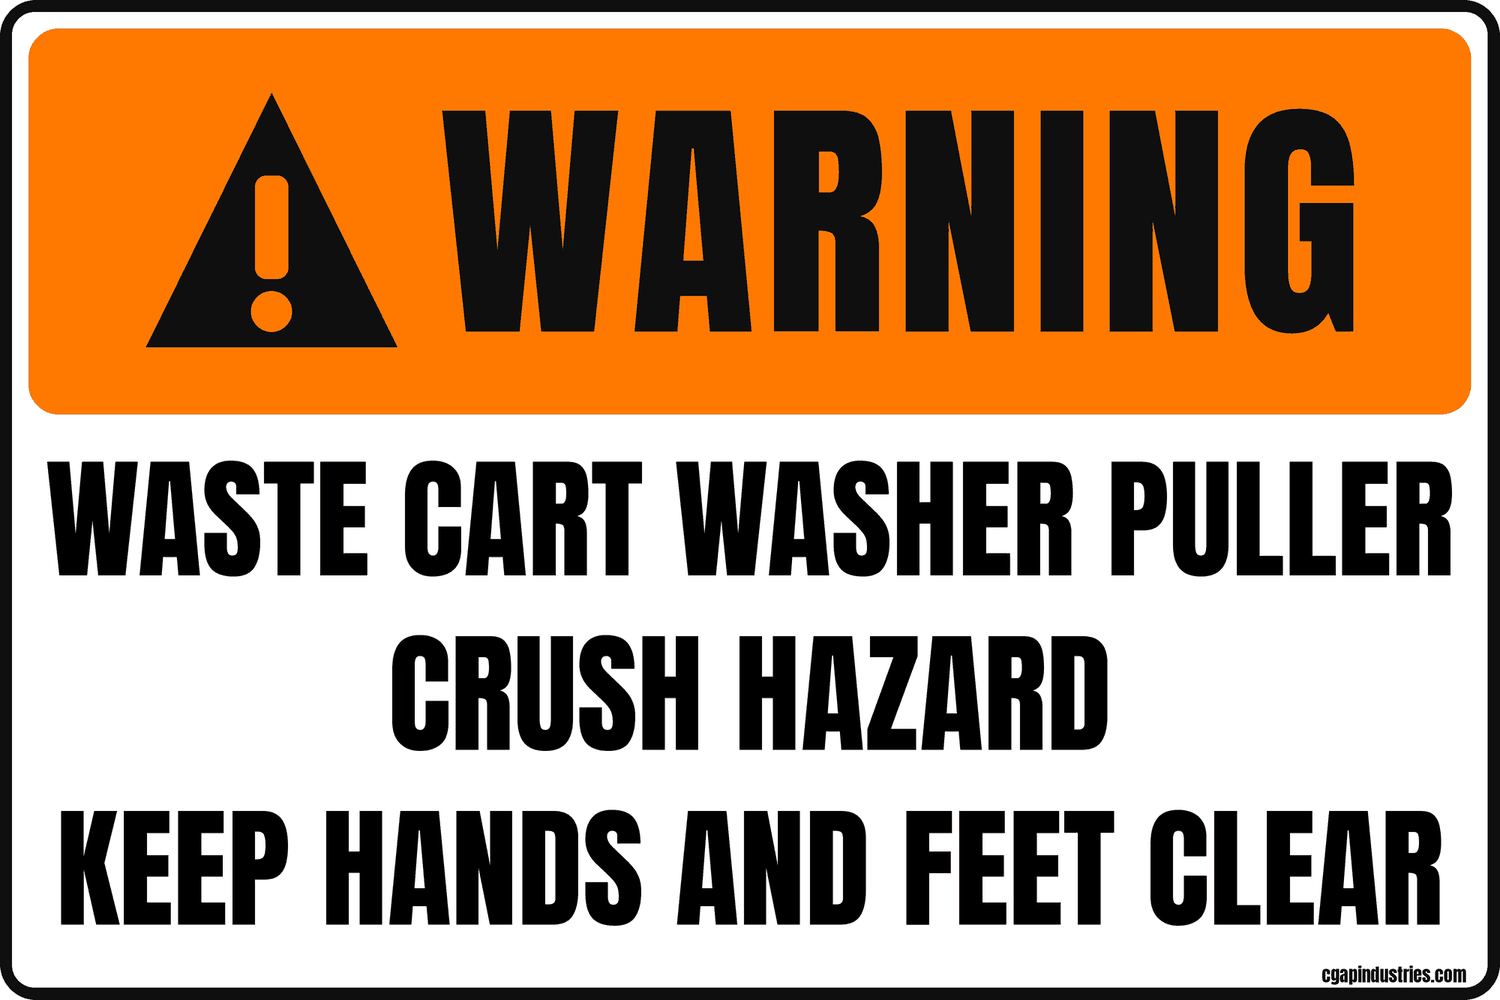 WARNING
WASTE CART WASHER PULLER
CRUSH HAZARD
KEEP HANDS AND FEET CLEAR
cgapindustries.com